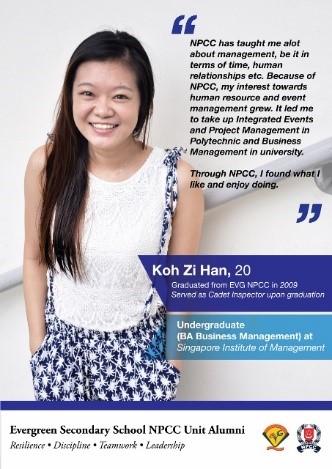 “
NPCC has taught me alot
about management, be it in
terms of time, human
relationships etc. Because of
NPCC, my interest towards
human resource and event
management grew. It led me
to take up Integrated Events
and Project Management in
Polytechnic and Business
Management in university.
Through NPCC, I found what I
like and enjoy doing.
”
Koh Zi Han, 20
Graduated from EVG NPCC in 2009
Served as Cadet Inspector upon graduation
Undergraduate
(BA Business Management) at
Singapore Institute of Management
Evergreen Secondary School NPCC Unit Alumni
Resilience • Discipline • Teamwork • Leadership
NPCC